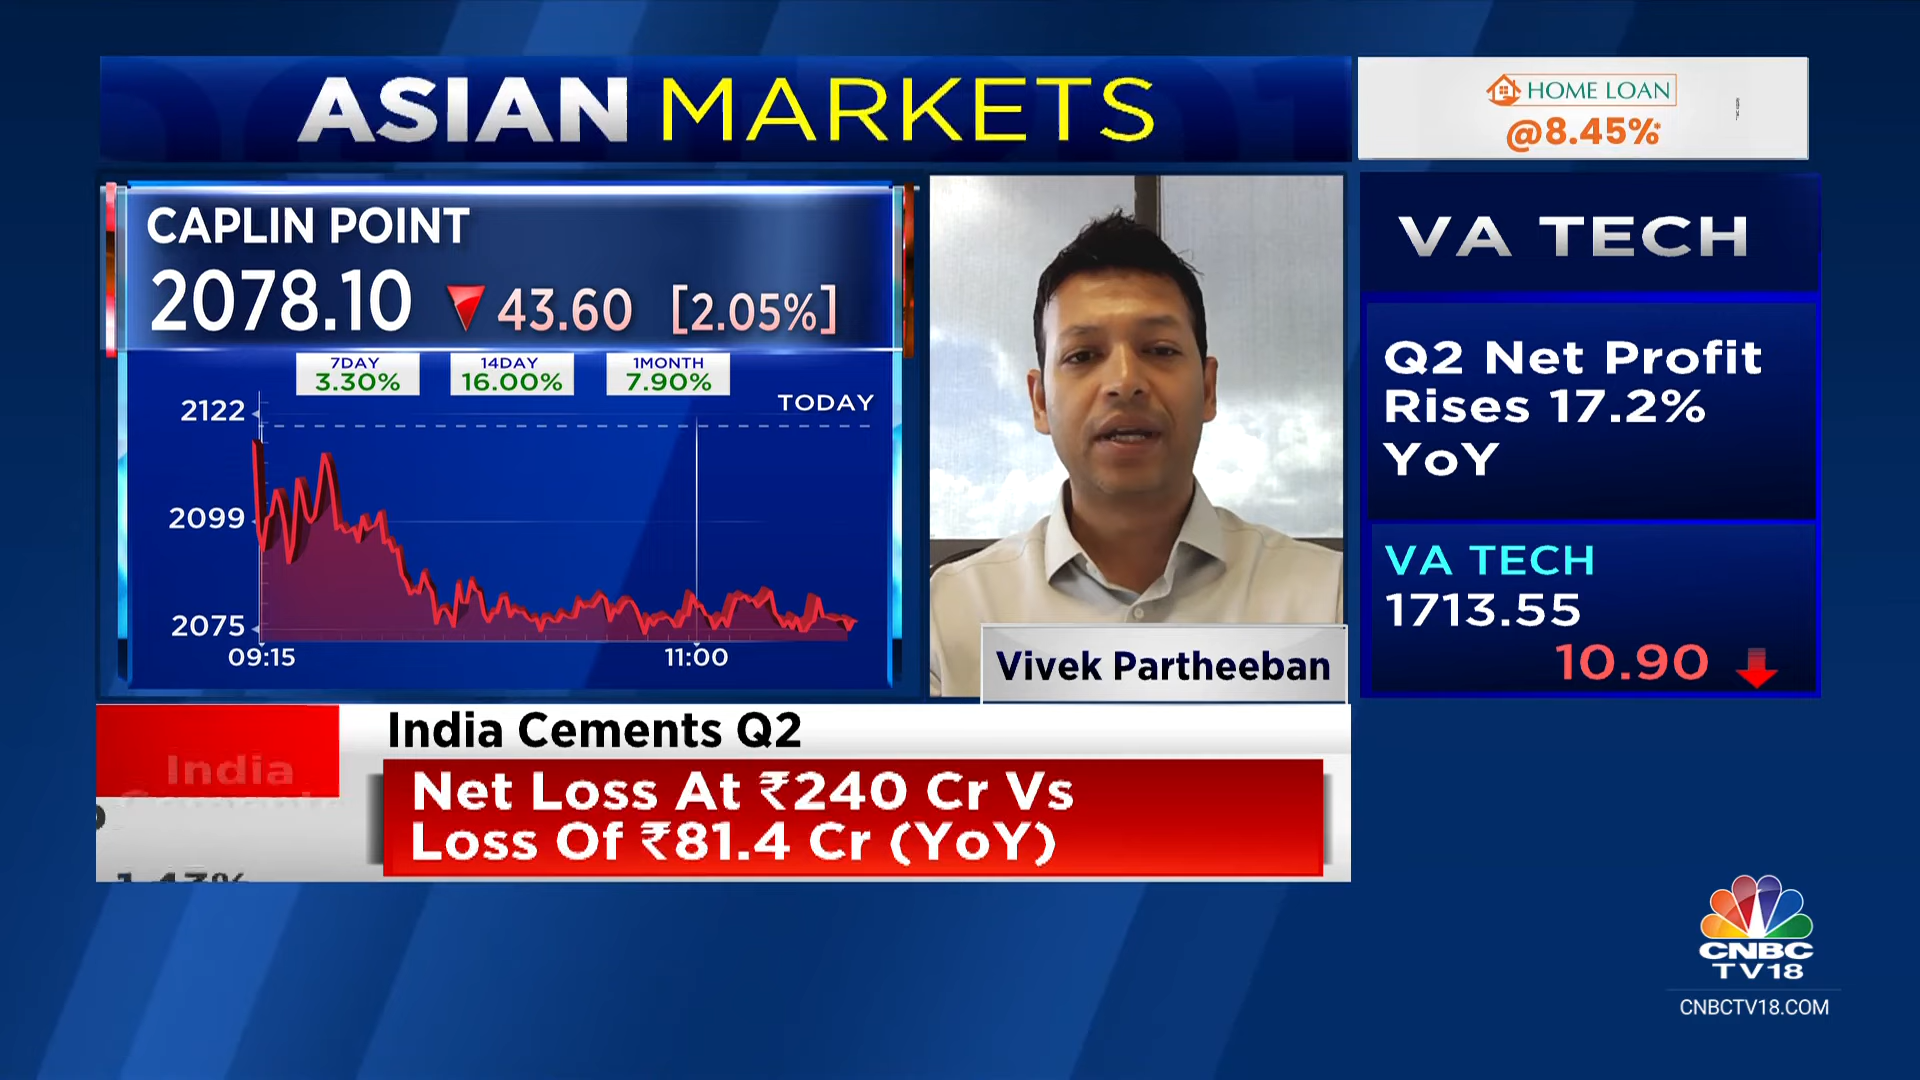 ASIAN MARKETS
HOME LOAN
@8.45%*
CAPLIN POINT
2078.10 43.60 [2.05%]
7DAY
3.30%
14DAY
16.00%
1MONTH
7.90%
TODAY
2122
2099
2075
09:15
11:00
Vivek Partheeban
VA TECH
Q2 Net Profit
Rises 17.2%
YoY
VA TECH
1713.55
10.90
India
India Cements Q2
Net Loss At ₹240 Cr Vs
Loss Of ₹81.4 Cr (YoY)
CNBC
TV18
CNBCTV18.COM